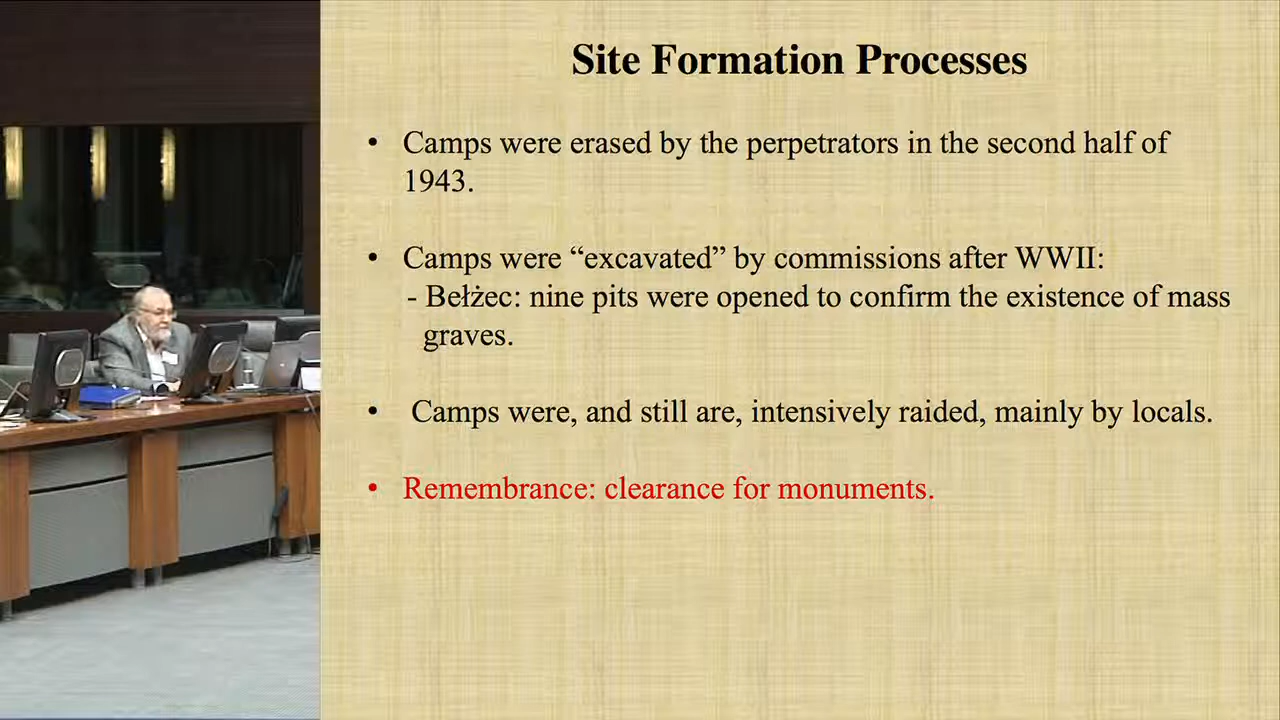 Site Formation Processes
• Camps were erased by the perpetrators in the second half of
1943.
• Camps were “excavated” by commissions after WWII:
- Bełżec: nine pits were opened to confirm the existence of mass
graves.
• Camps were, and still are, intensively raided, mainly by locals.
• Remembrance: clearance for monuments.